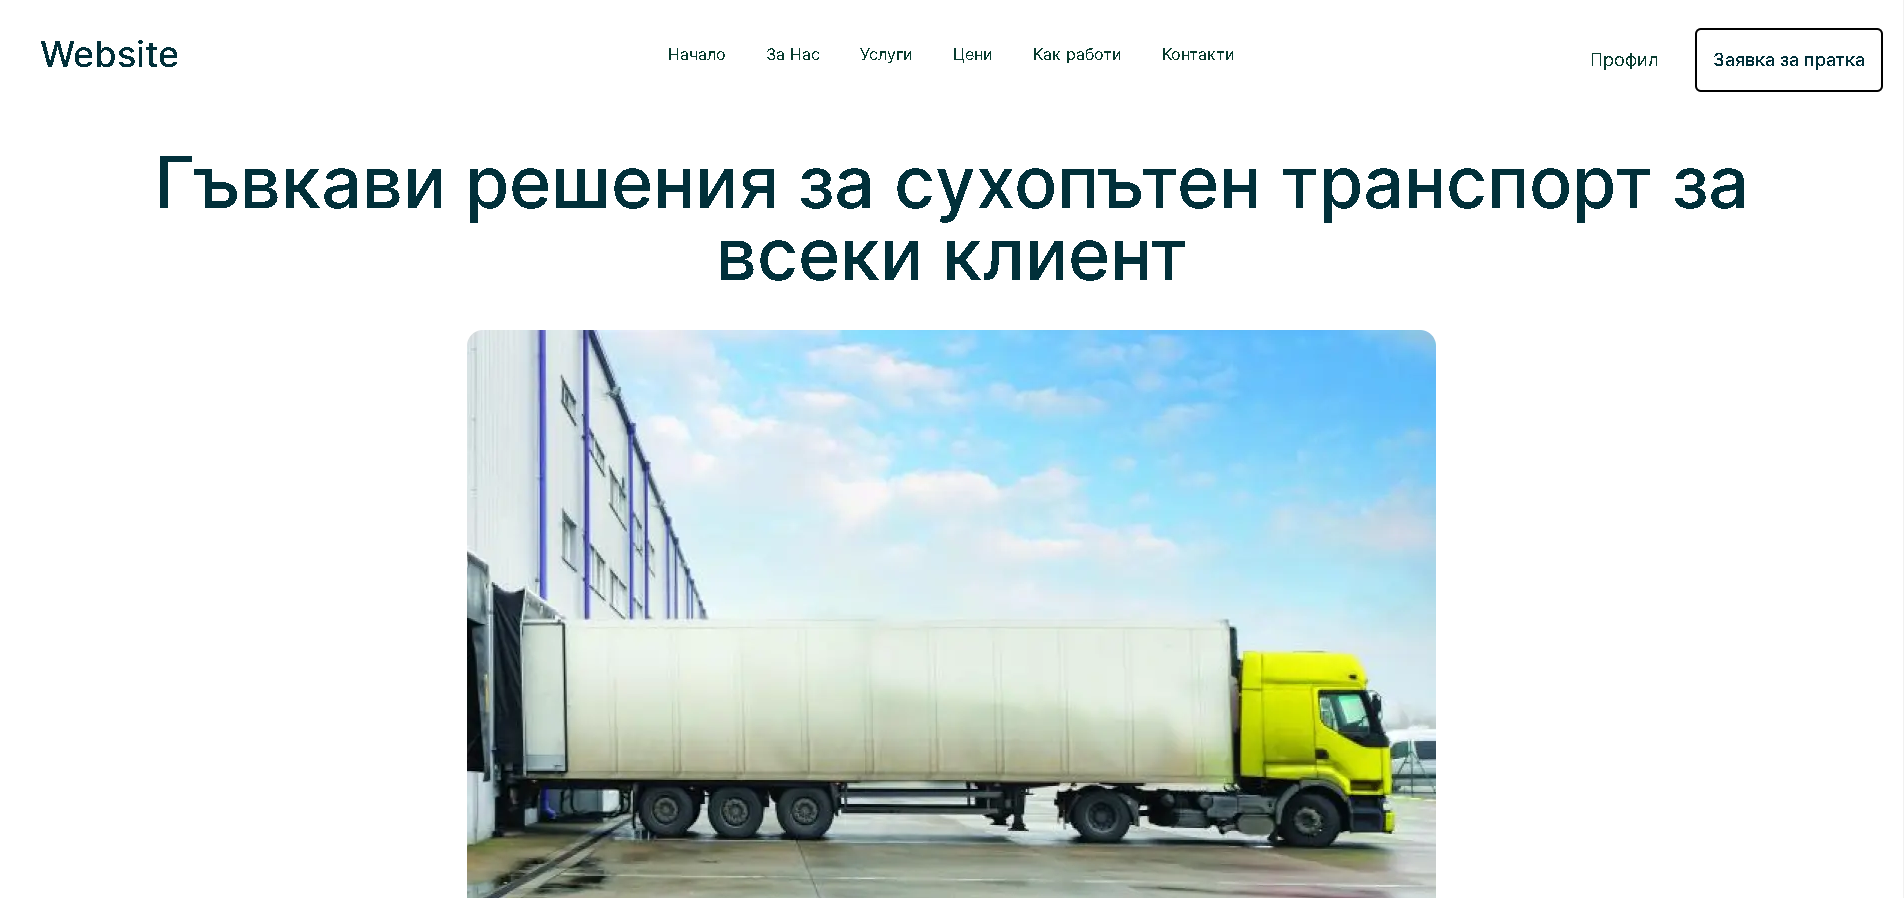 Website
Начало За Нас Услуги Цени Как работи Контакти
Профил
Заявка за пратка
Гъвкави решения за сухопътен транспорт за
всеки клиент